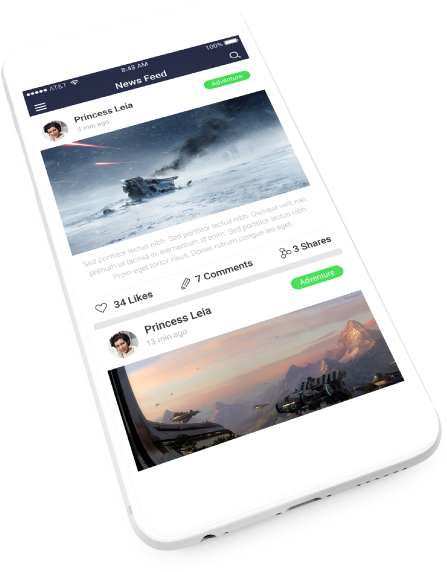 AT&T 8:43 AM 100%
News Feed
Princess Leia
3 min ago
Adventure
Sed porttitor lectus nibh. Sed porttitor lectus nibh. Quisque velit nisi,
pretium ut lacinia in, elementum id enim. Sed porttitor lectus nibh.
Proin eget tortor risus. Donec rutrum congue leo eget.
34 Likes 7 Comments 3 Shares
Princess Leia
13 min ago
Adventure